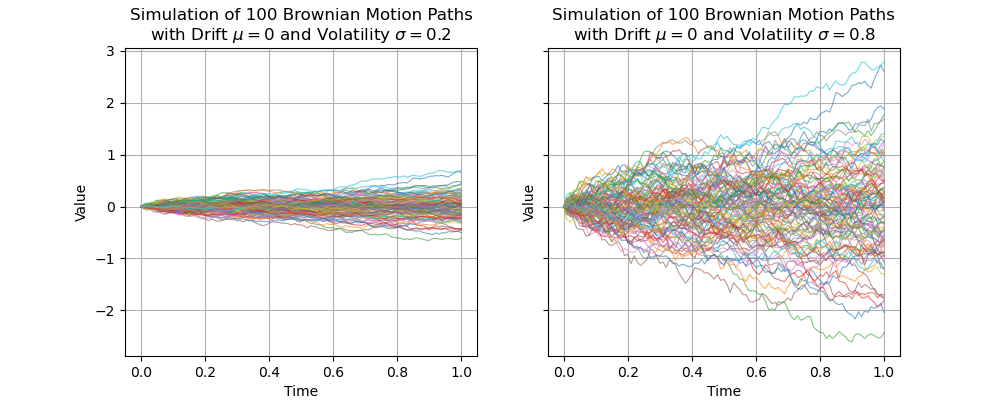 Simulation of 100 Brownian Motion Paths
with Drift μ = 0 and Volatility σ = 0.2
3
2
1
0
−1
−2
Value
0.0 0.2 0.4 0.6 0.8 1.0
Time
Simulation of 100 Brownian Motion Paths
with Drift μ = 0 and Volatility σ = 0.8
Value
0.0 0.2 0.4 0.6 0.8 1.0
Time